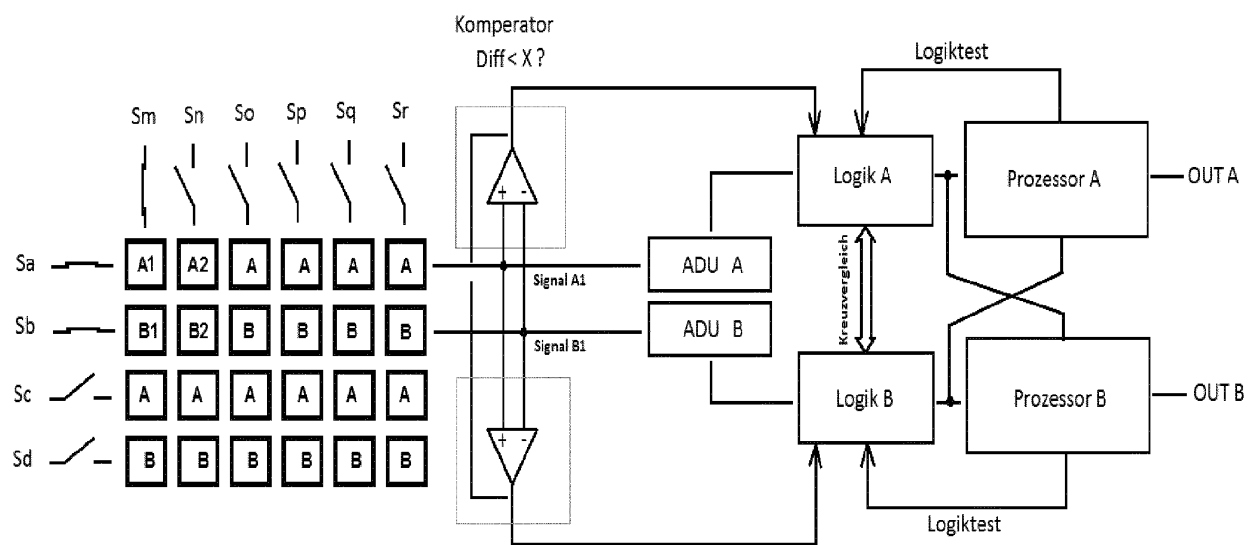 Komperator
Diff < X ?
Logiktest
Sm Sn So Sp Sq Sr
+ -
Logik A
Prozessor A
OUT A
Sa A1 A2 A A A A
Signal A1
ADU A
Kreuzvergleich
Sb B1 B2 B B B B
Signal B1
ADU B
Sc A A A A A A
Logik B
Prozessor B
OUT B
+ -
Sd B B B B B B
Logiktest